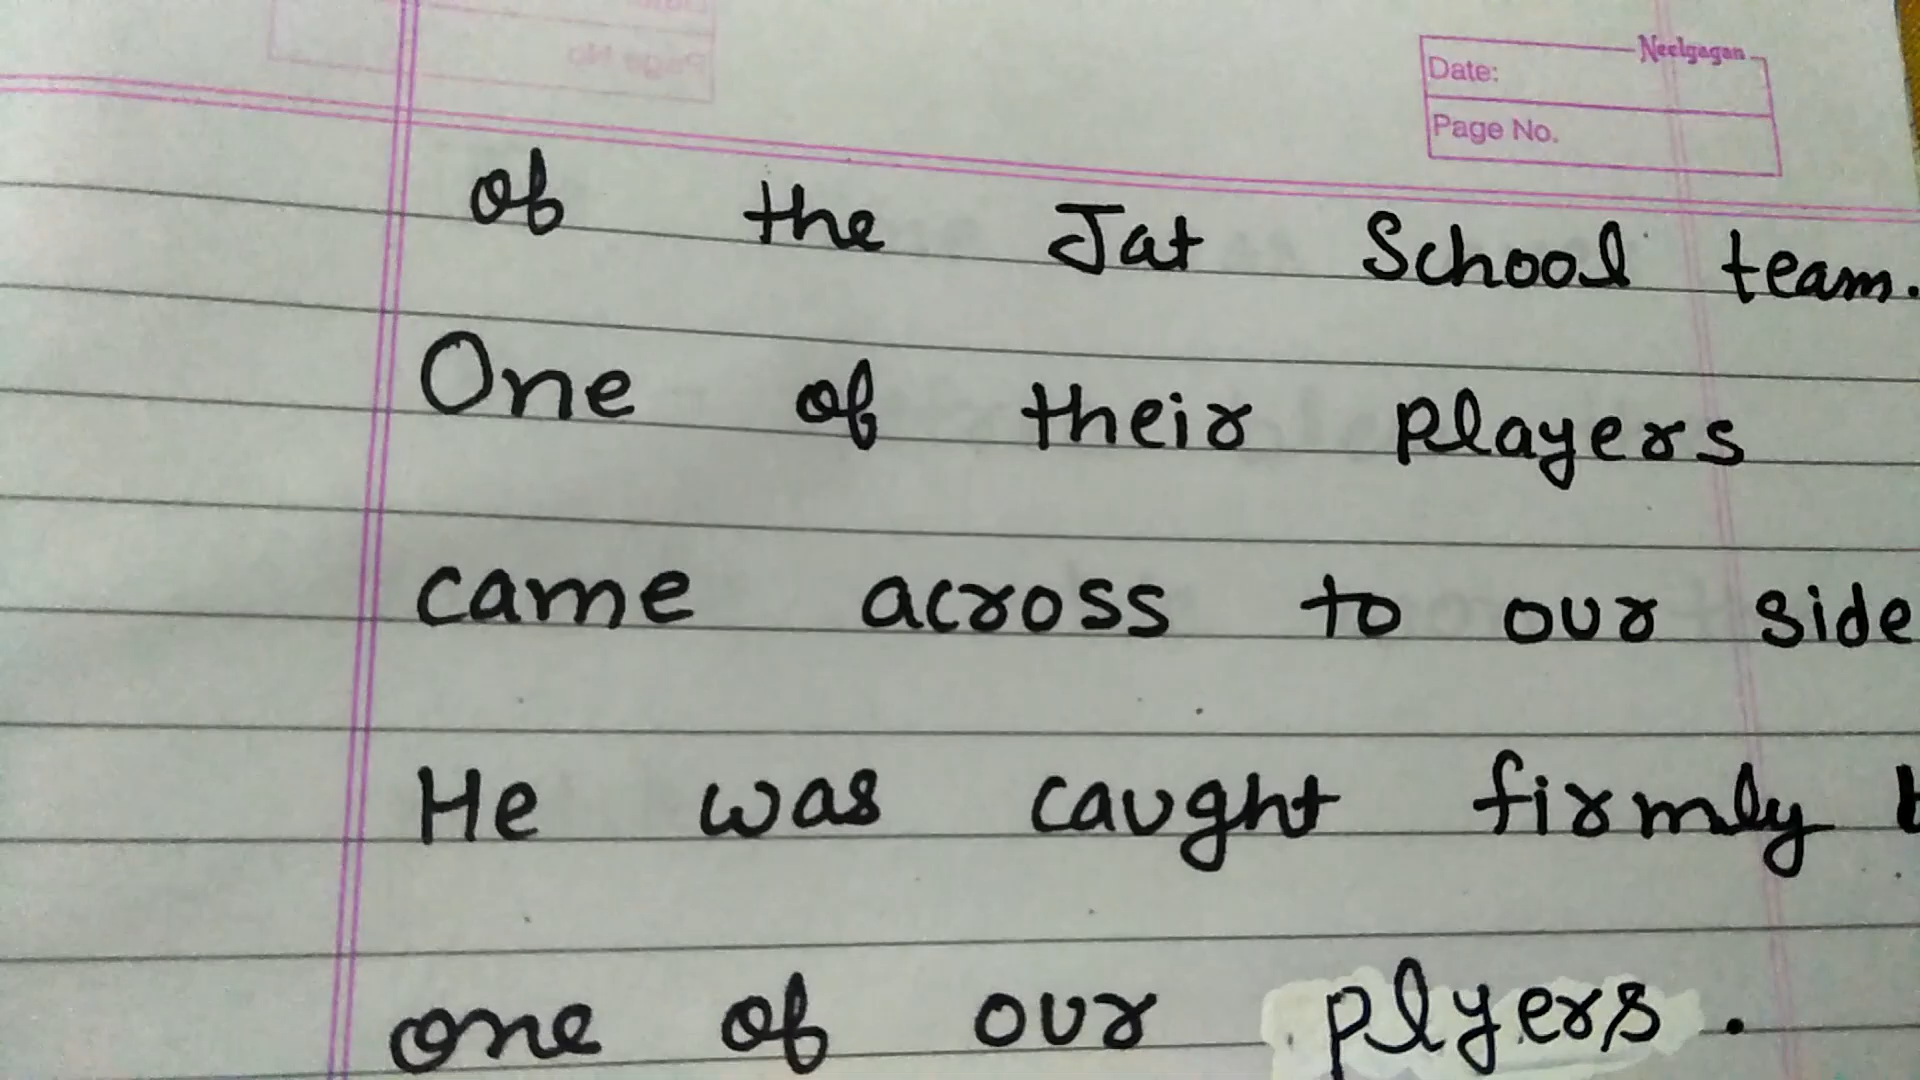 Neelgagan
Date:
Page No.
of the Jat School team.
One of their players
came across to our side
He was caught firmly
one of our plyers.